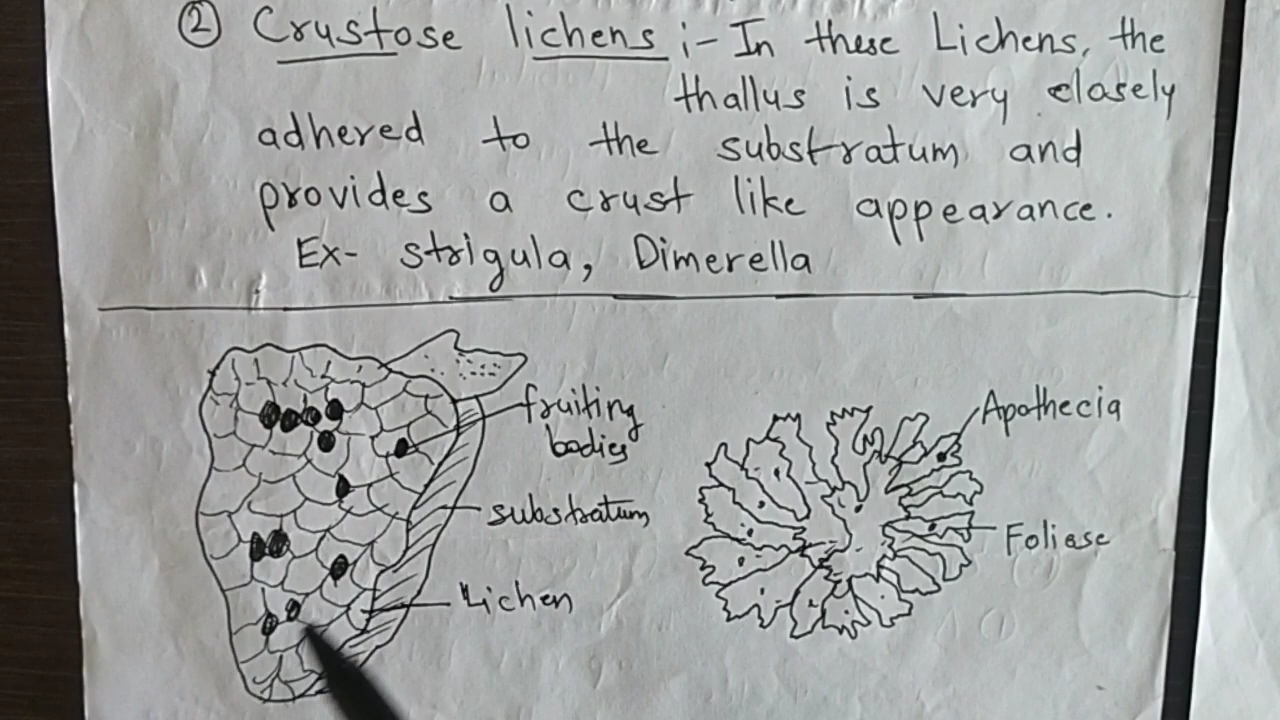 ② Crustose lichens :- In these Lichens, the
thallus is very closely
adhered to the substratum and
provides a crust like appearance.
Ex- Strigula, Dimerella
fruiting
bodies
substratum
Lichen
Apothecia
Foliase